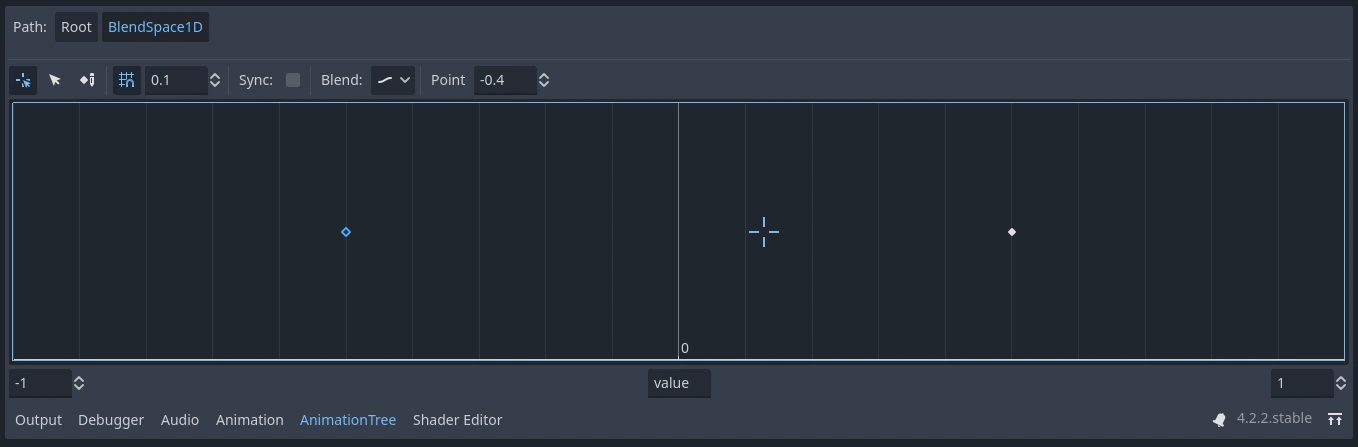 Path: Root BlendSpace1D
0.1 Sync: Blend: Point -0.4
0
-1 value 1
Output Debugger Audio Animation AnimationTree Shader Editor 4.2.2.stable